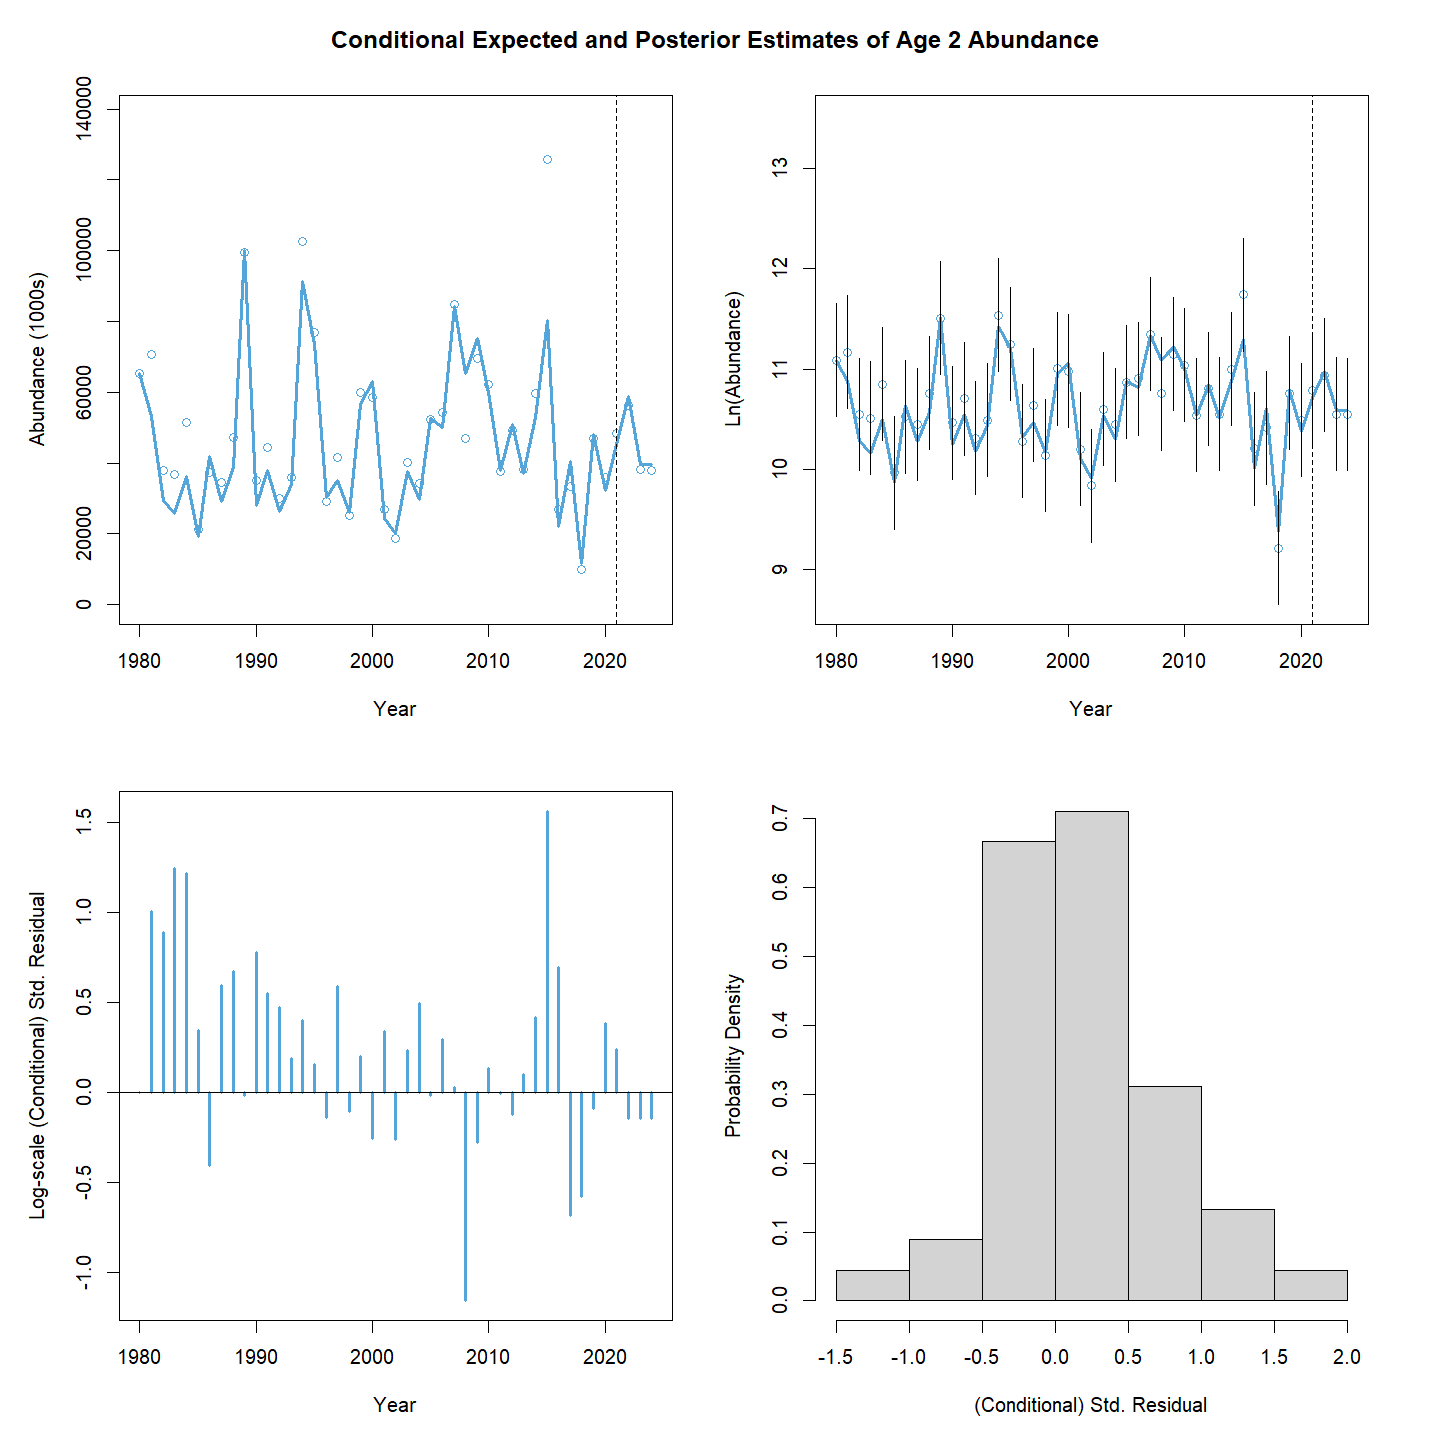 Conditional Expected and Posterior Estimates of Age 2 Abundance
Abundance (1000s)
140000
100000
60000
20000
0
1980 1990 2000 2010 2020
Year
Ln(Abundance)
13
12
11
10
9
1980 1990 2000 2010 2020
Year
Log-scale (Conditional) Std. Residual
1.5
1.0
0.5
0.0
-0.5
-1.0
1980 1990 2000 2010 2020
Year
Probability Density
0.7
0.6
0.5
0.4
0.3
0.2
0.1
0.0
-1.5 -1.0 -0.5 0.0 0.5 1.0 1.5 2.0
(Conditional) Std. Residual